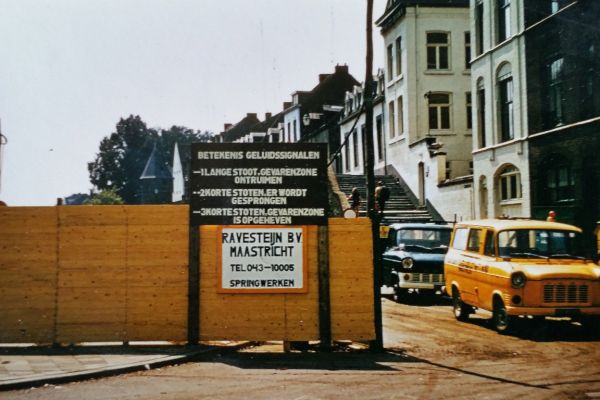 BETEKENIS GELUIDSSIGNALEN
--1 LANGE STOOT. GEVARENZONE
ONTRUIMEN.
--2 KORTE STOTEN. ER WORDT
GESPRONGEN
--3 KORTE STOTEN. GEVARENZONE
IS OPGEHEVEN
RAVESTEIJN B.V.
MAASTRICHT
TEL 043-10005
SPRINGWERKEN